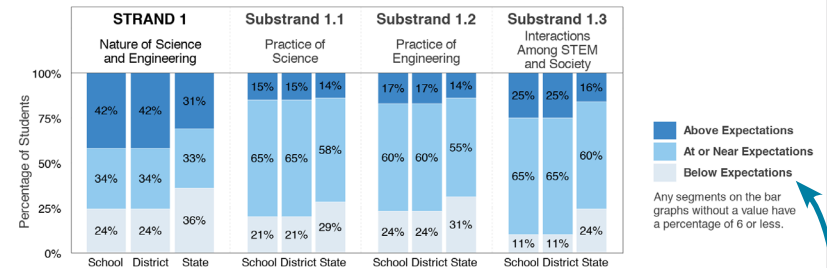 STRAND 1 Substrand 1.1 Substrand 1.2 Substrand 1.3
Nature of Science
and Engineering
Practice of
Science
Practice of
Engineering
Interactions
Among STEM
and Society
Percentage of Students
100%
75%
50%
25%
0%
42% 42% 31%
34% 34% 33%
24% 24% 36%
15% 15% 14%
65% 65% 58%
21% 21% 29%
17% 17% 14%
60% 60% 55%
24% 24% 31%
25% 25% 16%
65% 65% 60%
11% 11% 24%
School District State School District State School District State School District State
Above Expectations
At or Near Expectations
Below Expectations
Any segments on the bar
graphs without a value have
a percentage of 6 or less.